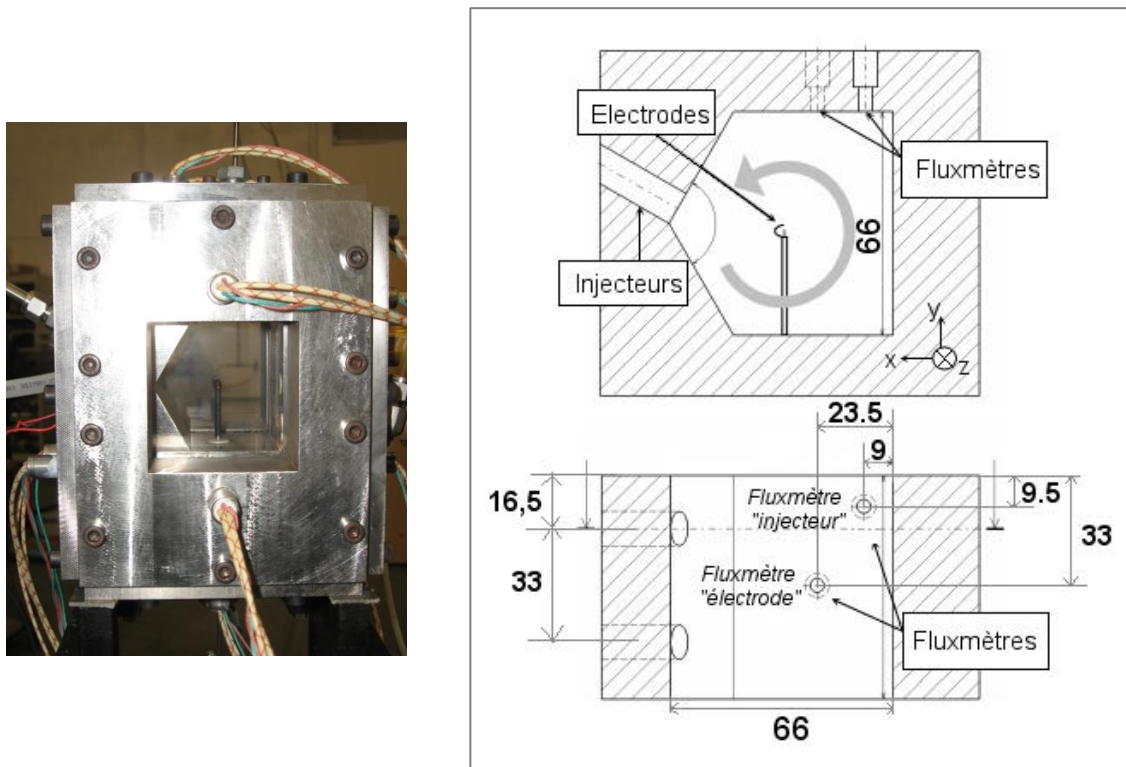 Electrodes
Fluxmètres
66
Injecteurs
y
x
z
23.5
9
16,5
Fluxmètre
"injecteur"
9.5
33
33
Fluxmètre
"électrode"
Fluxmètres
66